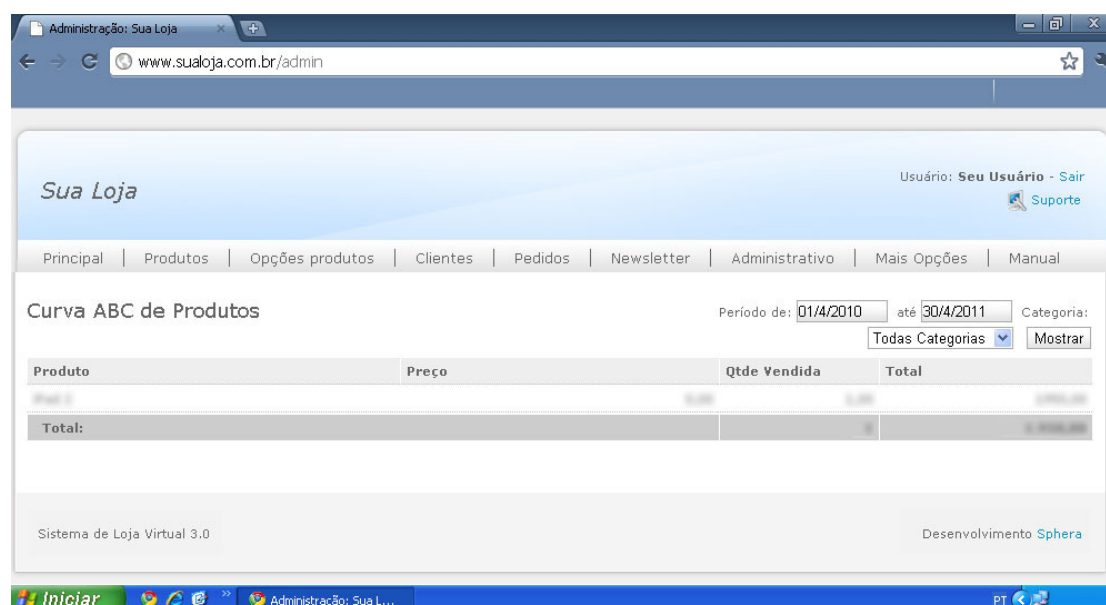 Administração: Sua Loja
www.sualoja.com.br/admin
Sua Loja
Usuário: Seu Usuário - Sair
Suporte
Principal | Produtos | Opções produtos | Clientes | Pedidos | Newsletter | Administrativo | Mais Opções | Manual
Curva ABC de Produtos
Período de: 01/4/2010 até 30/4/2011 Categoria:
Todas Categorias Mostrar
Produto Preço Qtde Vendida Total
Total:
Sistema de Loja Virtual 3.0
Desenvolvimento Sphera
Iniciar Administração: Sua L... PT